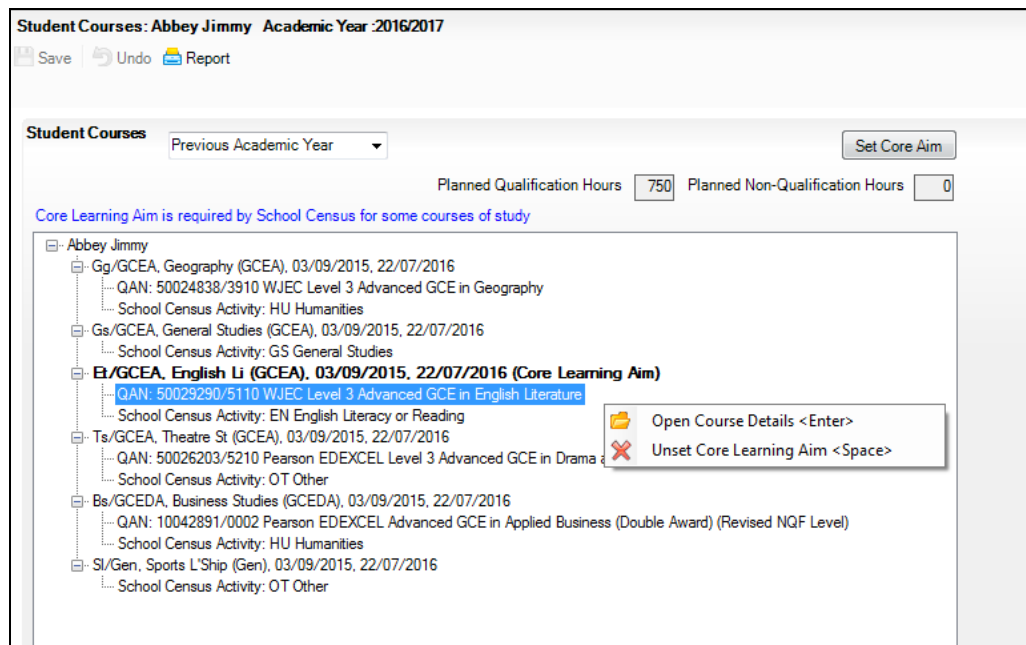 Student Courses: Abbey Jimmy Academic Year :2016/2017
Save Undo Report
Student Courses Previous Academic Year Set Core Aim
Planned Qualification Hours 750 Planned Non-Qualification Hours 0
Core Learning Aim is required by School Census for some courses of study
Abbey Jimmy
Gg/GCEA, Geography (GCEA), 03/09/2015, 22/07/2016
QAN: 50024838/3910 WJEC Level 3 Advanced GCE in Geography
School Census Activity: HU Humanities
Gs/GCEA, General Studies (GCEA), 03/09/2015, 22/07/2016
School Census Activity: GS General Studies
Et/GCEA, English Li (GCEA), 03/09/2015, 22/07/2016 (Core Learning Aim)
QAN: 50029290/5110 WJEC Level 3 Advanced GCE in English Literature
School Census Activity: EN English Literacy or Reading
Open Course Details <Enter>
Unset Core Learning Aim <Space>
Ts/GCEA, Theatre St (GCEA), 03/09/2015, 22/07/2016
QAN: 50026203/5210 Pearson EDEXCEL Level 3 Advanced GCE in Drama
School Census Activity: OT Other
Bs/GCEDA, Business Studies (GCEDA), 03/09/2015, 22/07/2016
QAN: 10042891/0002 Pearson EDEXCEL Advanced GCE in Applied Business (Double Award) (Revised NQF Level)
School Census Activity: HU Humanities
Sl/Gen, Sports L'Ship (Gen), 03/09/2015, 22/07/2016
School Census Activity: OT Other